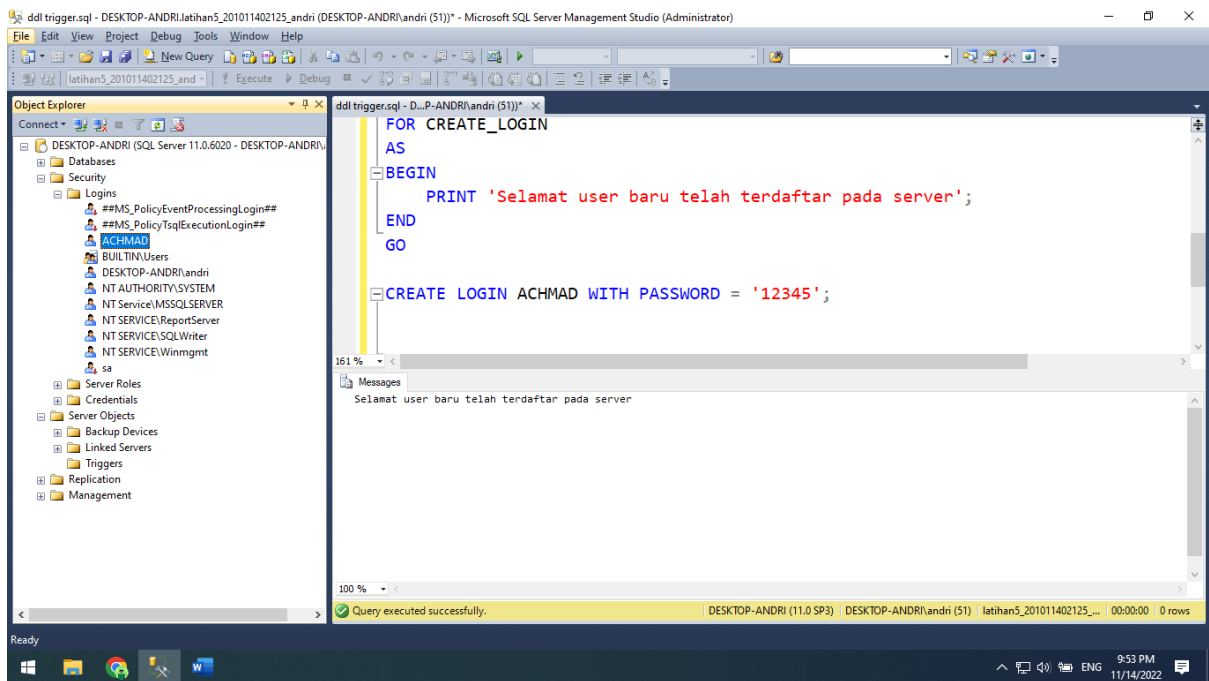 ddl trigger.sql - DESKTOP-ANDRI.latihan5_201011402125_andri (DESKTOP-ANDRI\andri (51))* - Microsoft SQL Server Management Studio (Administrator)
File Edit View Project Debug Tools Window Help
New Query
latihan5_201011402125_and Execute Debug
Object Explorer
Connect
DESKTOP-ANDRI (SQL Server 11.0.6020 - DESKTOP-ANDRI\
Databases
Security
Logins
##MS_PolicyEventProcessingLogin##
##MS_PolicyTsqlExecutionLogin##
ACHMAD
BUILTIN\Users
DESKTOP-ANDRI\andri
NT AUTHORITY\SYSTEM
NT Service\MSSQLSERVER
NT SERVICE\ReportServer
NT SERVICE\SQLWriter
NT SERVICE\Winmgmt
sa
Server Roles
Credentials
Server Objects
Backup Devices
Linked Servers
Triggers
Replication
Management
ddl trigger.sql - D...P-ANDRI\andri (51))*
FOR CREATE_LOGIN
AS
BEGIN
PRINT 'Selamat user baru telah terdaftar pada server';
END
GO
CREATE LOGIN ACHMAD WITH PASSWORD = '12345';
161 %
Messages
Selamat user baru telah terdaftar pada server
100 %
Query executed successfully. DESKTOP-ANDRI (11.0 SP3) DESKTOP-ANDRI\andri (51) latihan5_201011402125_... 00:00:00 0 rows
Ready
ENG 9:53 PM
11/14/2022